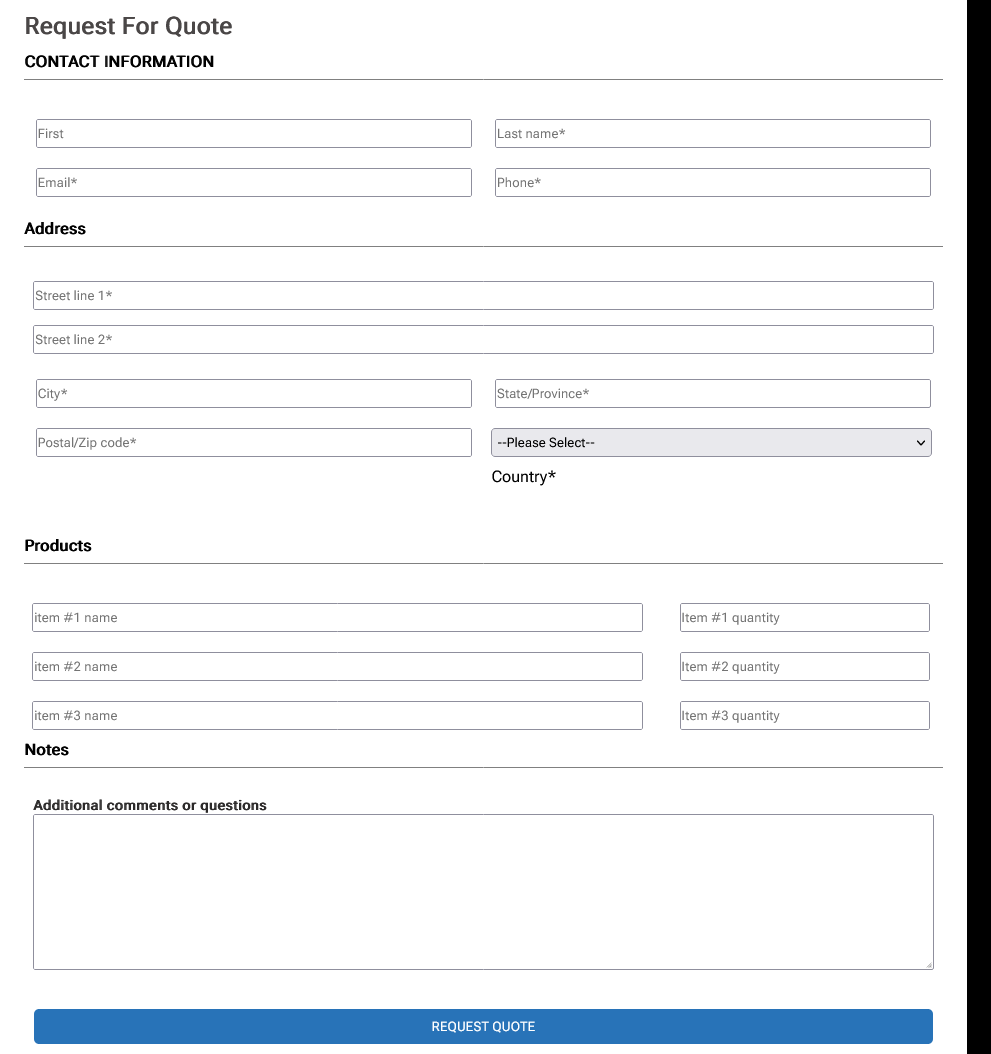 Request For Quote
CONTACT INFORMATION
First
Last name*
Email*
Phone*
Address
Street line 1*
Street line 2*
City*
State/Province*
Postal/Zip code*
--Please Select--
Country*
Products
item #1 name
Item #1 quantity
item #2 name
Item #2 quantity
item #3 name
Item #3 quantity
Notes
Additional comments or questions
REQUEST QUOTE